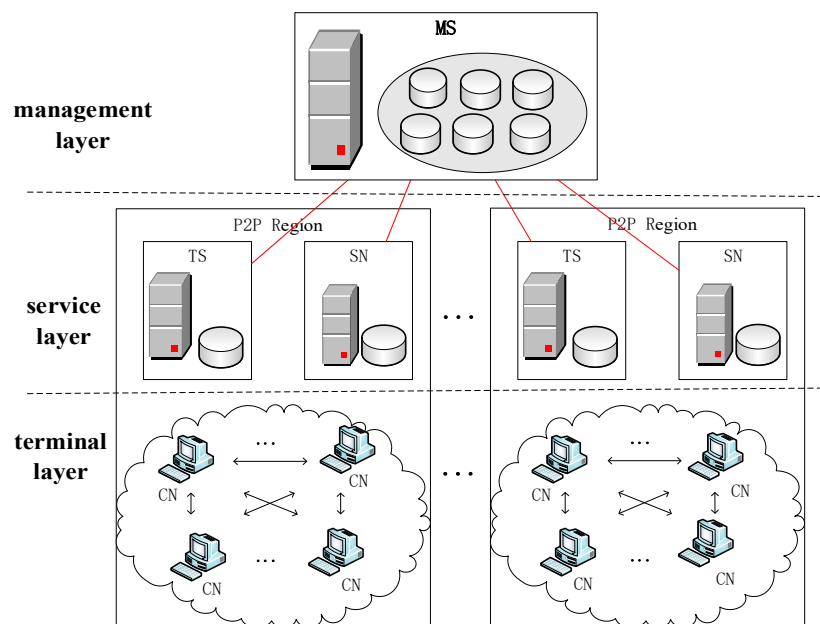 MS
management
layer
P2P Region
P2P Region
TS
SN
TS
SN
service
layer
...
terminal
layer
...
...
...
CN
CN
CN
CN
...
...
CN
CN
CN
CN